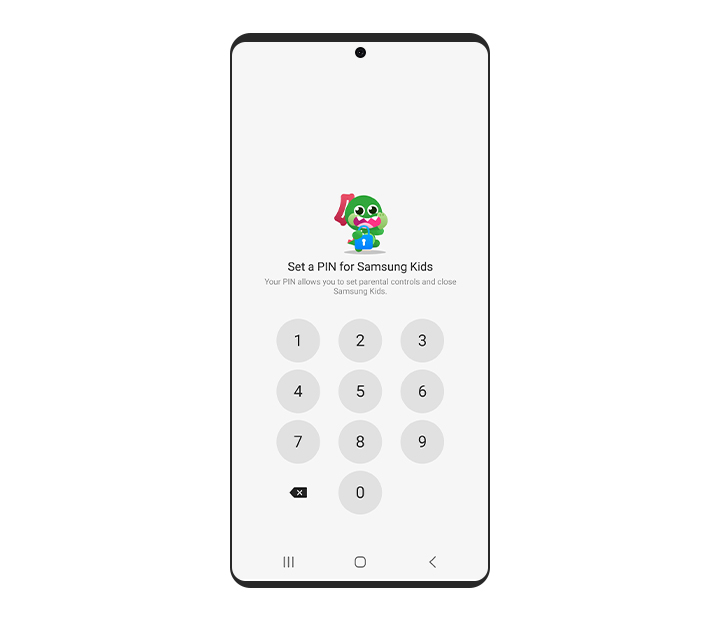 Set a PIN for Samsung Kids
Your PIN allows you to set parental controls and close
Samsung Kids.
1 2 3
4 5 6
7 8 9
0